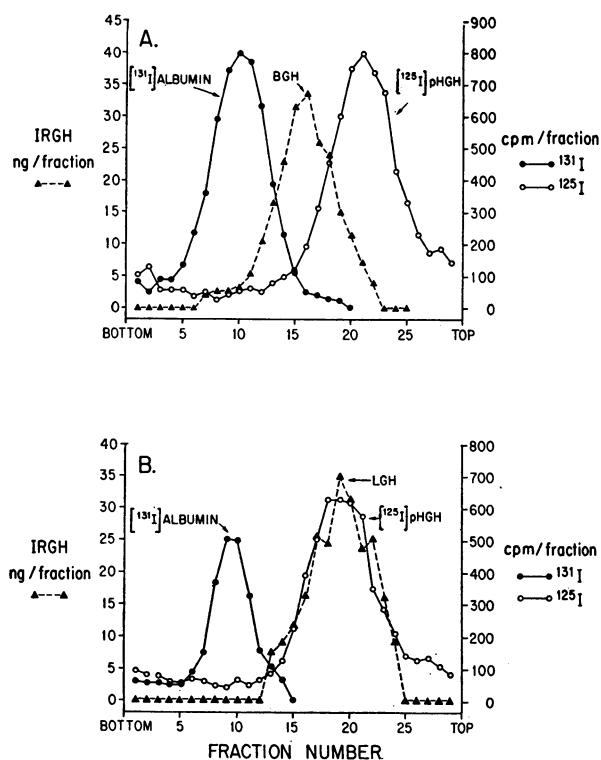 A.
45
40
35
30
25
20
15
10
5
0
IRGH
ng/fraction
[¹³¹I]ALBUMIN
BGH
[¹²⁵I]pHGH
900
800
700
600
500
400
300
200
100
0
cpm/fraction
¹³¹I
¹²⁵I
BOTTOM 5 10 15 20 25 TOP
B.
40
35
30
25
20
15
10
5
0
IRGH
ng/fraction
[¹³¹I]ALBUMIN
LGH
[¹²⁵I]pHGH
800
700
600
500
400
300
200
100
0
cpm/fraction
¹³¹I
¹²⁵I
BOTTOM 5 10 15 20 25 TOP
FRACTION NUMBER